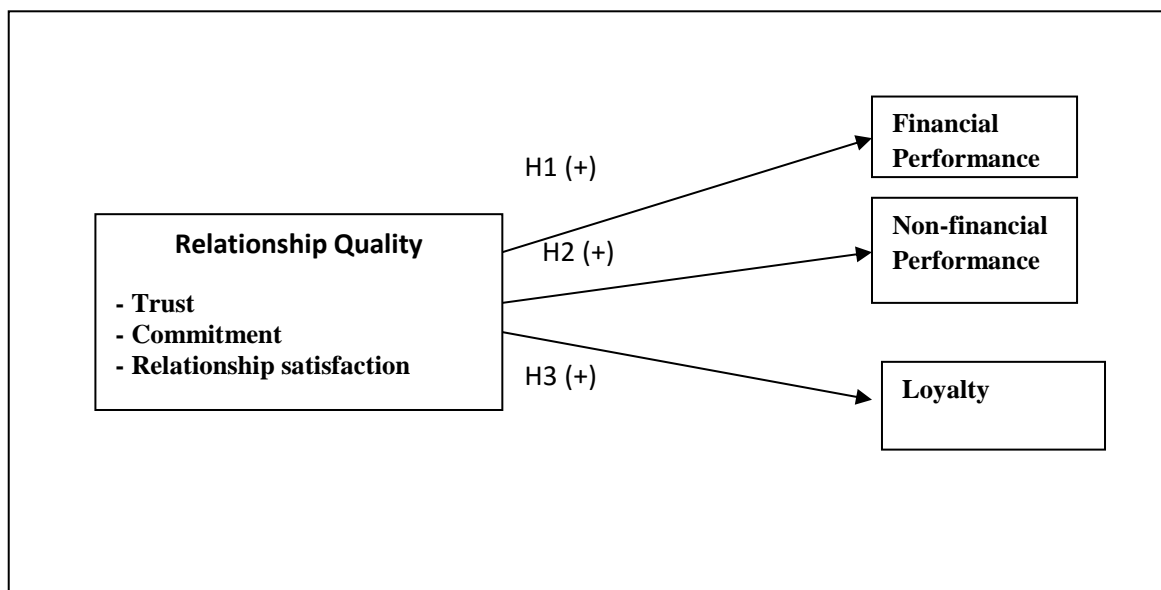 Relationship Quality
- Trust
- Commitment
- Relationship satisfaction
H1 (+)
H2 (+)
H3 (+)
Financial
Performance
Non-financial
Performance
Loyalty